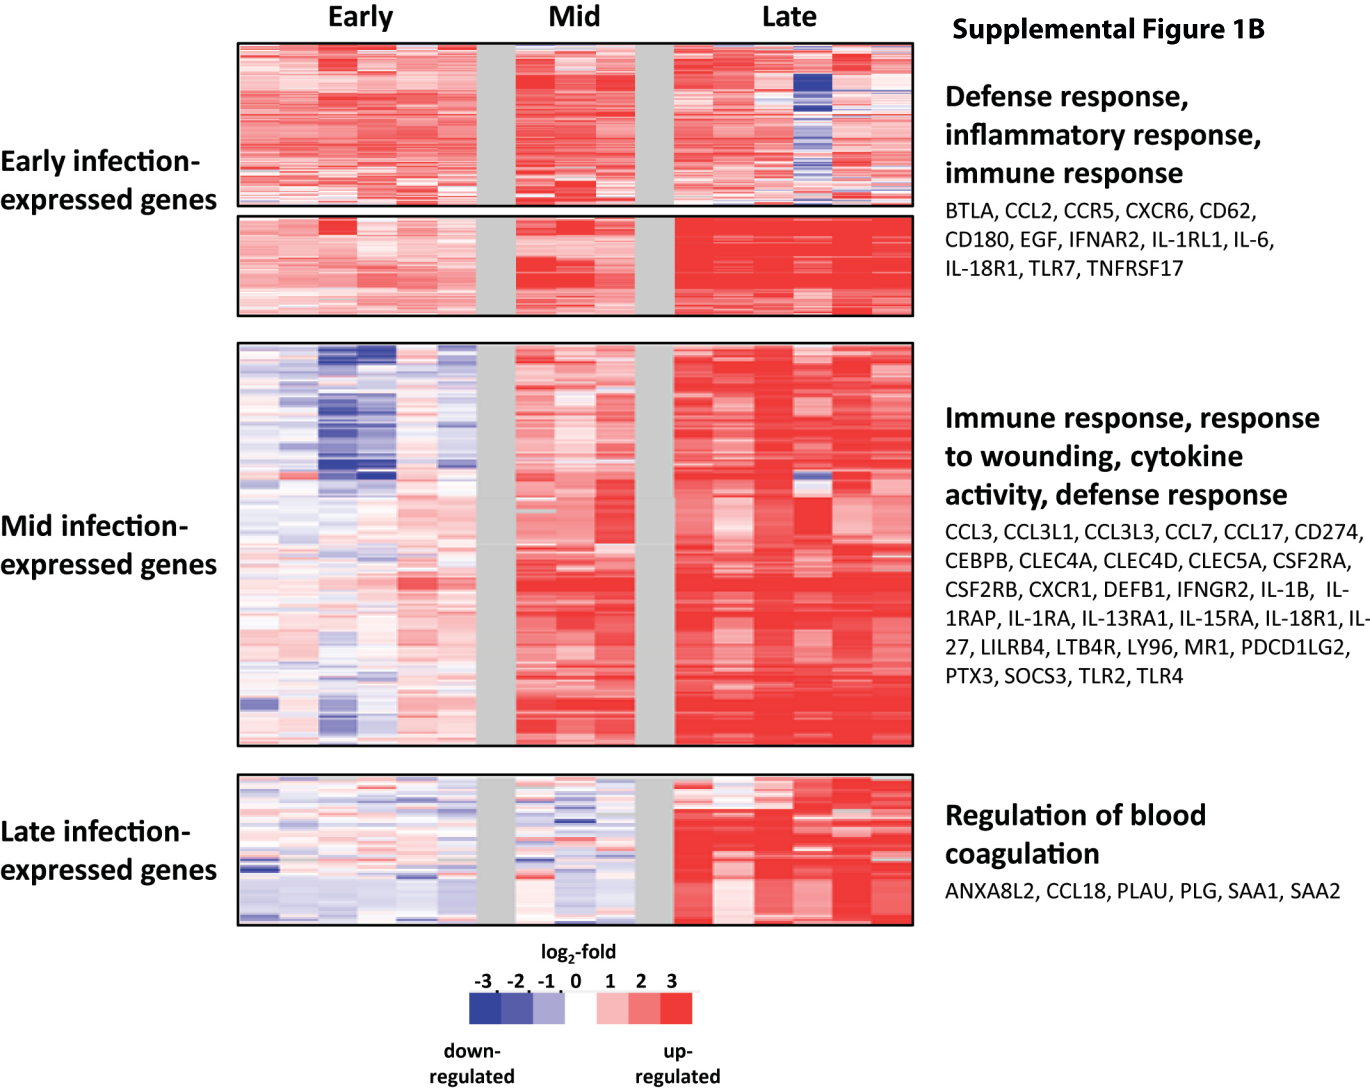 Early Mid Late
Supplemental Figure 1B
Early infection-
expressed genes
Defense response,
inflammatory response,
immune response
BTLA, CCL2, CCR5, CXCR6, CD62,
CD180, EGF, IFNAR2, IL-1RL1, IL-6,
IL-18R1, TLR7, TNFRSF17
Mid infection-
expressed genes
Immune response, response
to wounding, cytokine
activity, defense response
CCL3, CCL3L1, CCL3L3, CCL7, CCL17, CD274,
CEBPB, CLEC4A, CLEC4D, CLEC5A, CSF2RA,
CSF2RB, CXCR1, DEFB1, IFNGR2, IL-1B, IL-
1RAP, IL-1RA, IL-13RA1, IL-15RA, IL-18R1, IL-
27, LILRB4, LTB4R, LY96, MR1, PDCD1LG2,
PTX3, SOCS3, TLR2, TLR4
Late infection-
expressed genes
Regulation of blood
coagulation
ANXA8L2, CCL18, PLAU, PLG, SAA1, SAA2
log2-fold
-3 -2 -1 0 1 2 3
down-
regulated
up-
regulated